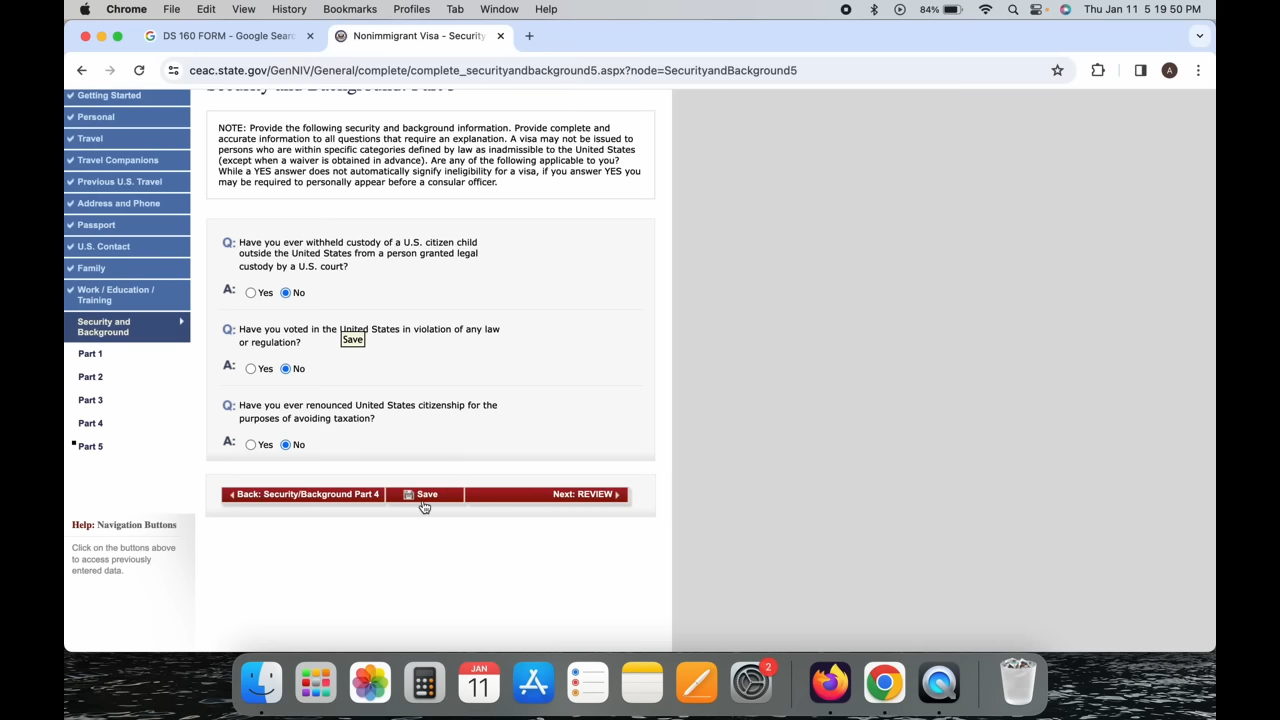 Chrome File Edit View History Bookmarks Profiles Tab Window Help 84% Thu Jan 11 5 19 50 PM
DS 160 FORM - Google Sear
Nonimmigrant Visa - Security
ceac.state.gov/GenNIV/General/complete/complete_securityandbackground5.aspx?node=SecurityandBackground5
A
Getting Started
Personal
Travel
Travel Companions
Previous U.S. Travel
Address and Phone
Passport
U.S. Contact
Family
Work / Education /
Training
Security and
Background
Part 1
Part 2
Part 3
Part 4
Part 5
Help: Navigation Buttons
Click on the buttons above
to access previously
entered data.
NOTE: Provide the following security and background information. Provide complete and
accurate information to all questions that require an explanation. A visa may not be issued to
persons who are within specific categories defined by law as inadmissible to the United States
(except when a waiver is obtained in advance). Are any of the following applicable to you?
While a YES answer does not automatically signify ineligibility for a visa, if you answer YES you
may be required to personally appear before a consular officer.
Q: Have you ever withheld custody of a U.S. citizen child
outside the United States from a person granted legal
custody by a U.S. court?
A: Yes No
Q: Have you voted in the United States in violation of any law
or regulation?
Save
A: Yes No
Q: Have you ever renounced United States citizenship for the
purposes of avoiding taxation?
A: Yes No
Back: Security/Background Part 4 Save Next: REVIEW
JAN
11
2